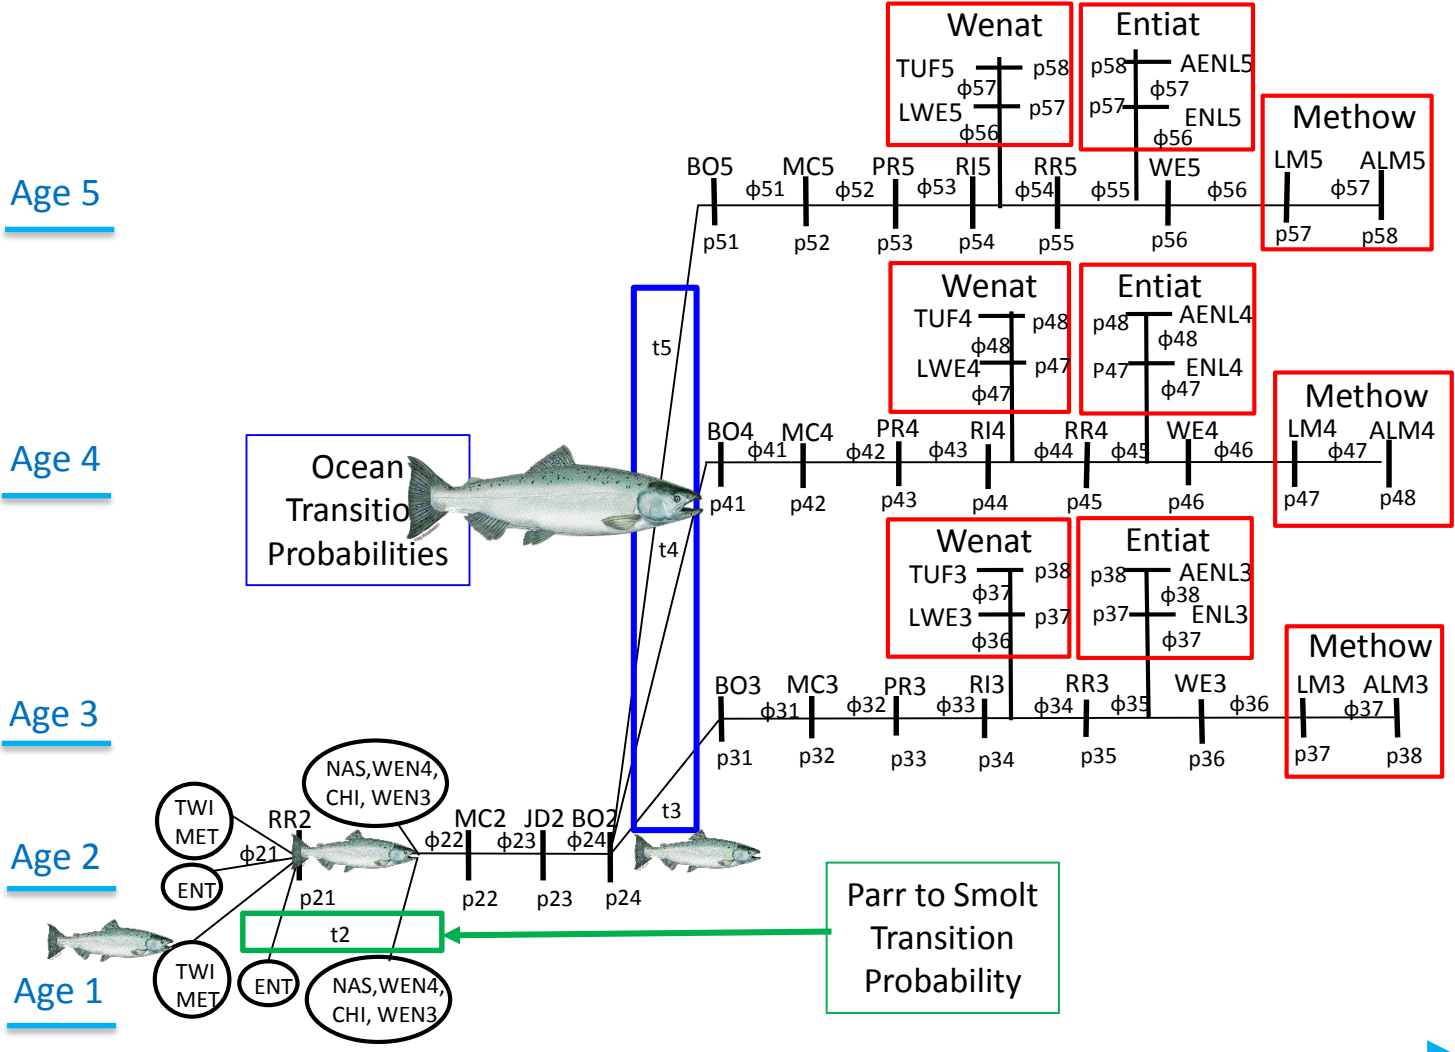 Wenat
TUF5
p58
ϕ57
LWE5
p57
ϕ56
Entiat
p58
AENL5
ϕ57
p57
ENL5
ϕ56
Methow
LM5
ALM5
ϕ57
p57
p58
Age 5
BO5
ϕ51
MC5
ϕ52
PR5
ϕ53
RI5
ϕ54
RR5
ϕ55
WE5
ϕ56
p51
p52
p53
p54
p55
p56
t5
Wenat
TUF4
p48
ϕ48
LWE4
p47
ϕ47
Entiat
p48
AENL4
ϕ48
P47
ENL4
ϕ47
Methow
LM4
ALM4
ϕ47
p47
p48
Age 4
Ocean
Transitio
Probabilities
BO4
ϕ41
MC4
ϕ42
PR4
ϕ43
RI4
ϕ44
RR4
ϕ45
WE4
ϕ46
p41
p42
p43
p44
p45
p46
t4
Wenat
TUF3
p38
ϕ37
LWE3
p37
ϕ36
Entiat
p38
AENL3
ϕ38
p37
ENL3
ϕ37
Methow
LM3
ALM3
ϕ37
p37
p38
Age 3
BO3
ϕ31
MC3
ϕ32
PR3
ϕ33
RI3
ϕ34
RR3
ϕ35
WE3
ϕ36
p31
p32
p33
p34
p35
p36
t3
NAS,WEN4,
CHI, WEN3
TWI
MET
RR2
ϕ21
ENT
p21
Age 2
ϕ22
MC2
ϕ23
JD2
ϕ24
BO2
p22
p23
p24
t2
Parr to Smolt
Transition
Probability
Age 1
TWI
MET
ENT
NAS,WEN4,
CHI, WEN3